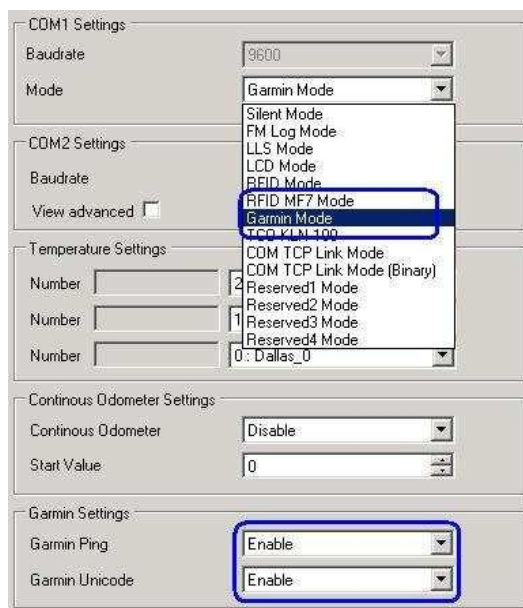 COM1 Settings
Baudrate 9600
Mode Garmin Mode
Silent Mode
FM Log Mode
LLS Mode
LCD Mode
RFID Mode
RFID MF7 Mode
Garmin Mode
TCO KLN 100
COM TCP Link Mode
COM TCP Link Mode (Binary)
Reserved1 Mode
Reserved2 Mode
Reserved3 Mode
Reserved4 Mode
COM2 Settings
Baudrate
View advanced
Temperature Settings
Number 2
Number 1
Number 0 : Dallas_0
Continous Odometer Settings
Continous Odometer Disable
Start Value 0
Garmin Settings
Garmin Ping Enable
Garmin Unicode Enable